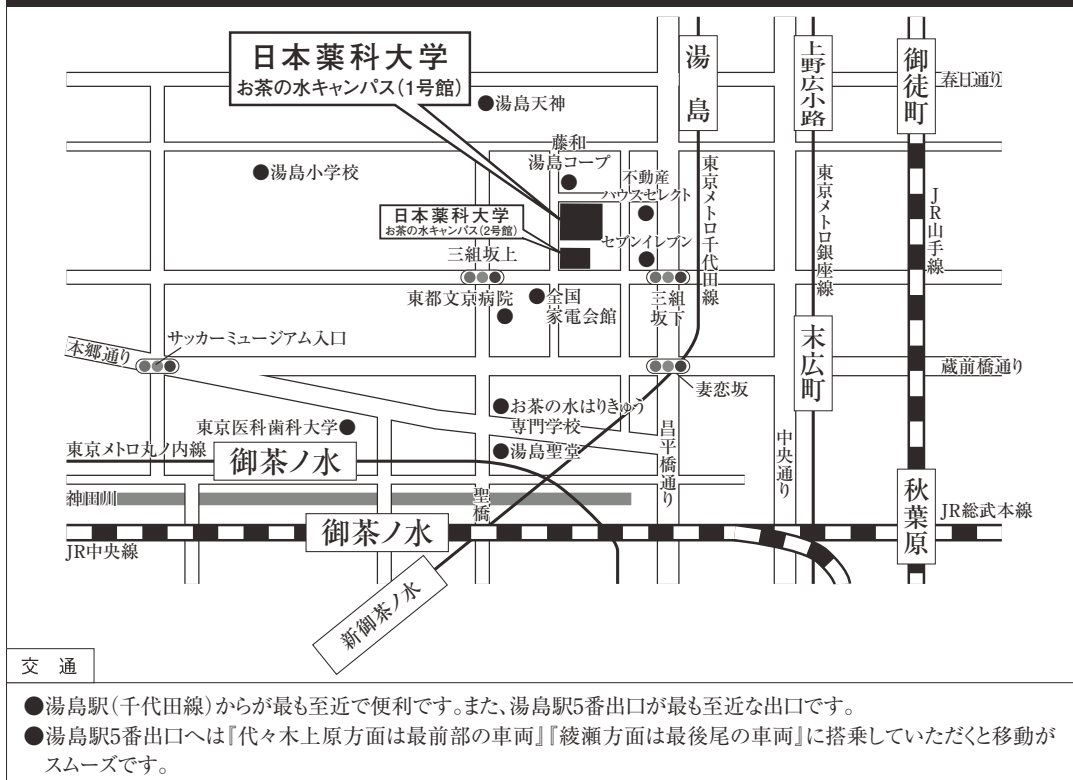 日本薬科大学
お茶の水キャンパス(1号館)
湯島
上野広小路
御徒町
春日通り
●湯島天神
藤和
湯島コープ
●湯島小学校
不動産
ハウスセレクト
東京メトロ千代田線
東京メトロ銀座線
JR山手線
日本薬科大学
お茶の水キャンパス(2号館)
セブンイレブン
三組坂上
東都文京病院
●全国
家電会館
三組
坂下
末広町
本郷通り
サッカーミュージアム入口
蔵前橋通り
妻恋坂
●お茶の水はりきゅう
専門学校
東京医科歯科大学●
●湯島聖堂
昌平橋通り
中央通り
東京メトロ丸ノ内線
御茶ノ水
神田川
聖橋
秋葉原
御茶ノ水
JR総武本線
JR中央線
新御茶ノ水
交 通
●湯島駅(千代田線)からが最も至近で便利です。また、湯島駅5番出口が最も至近な出口です。
●湯島駅5番出口へは『代々木上原方面は最前部の車両』『綾瀬方面は最後尾の車両』に搭乗していただくと移動が
スムーズです。